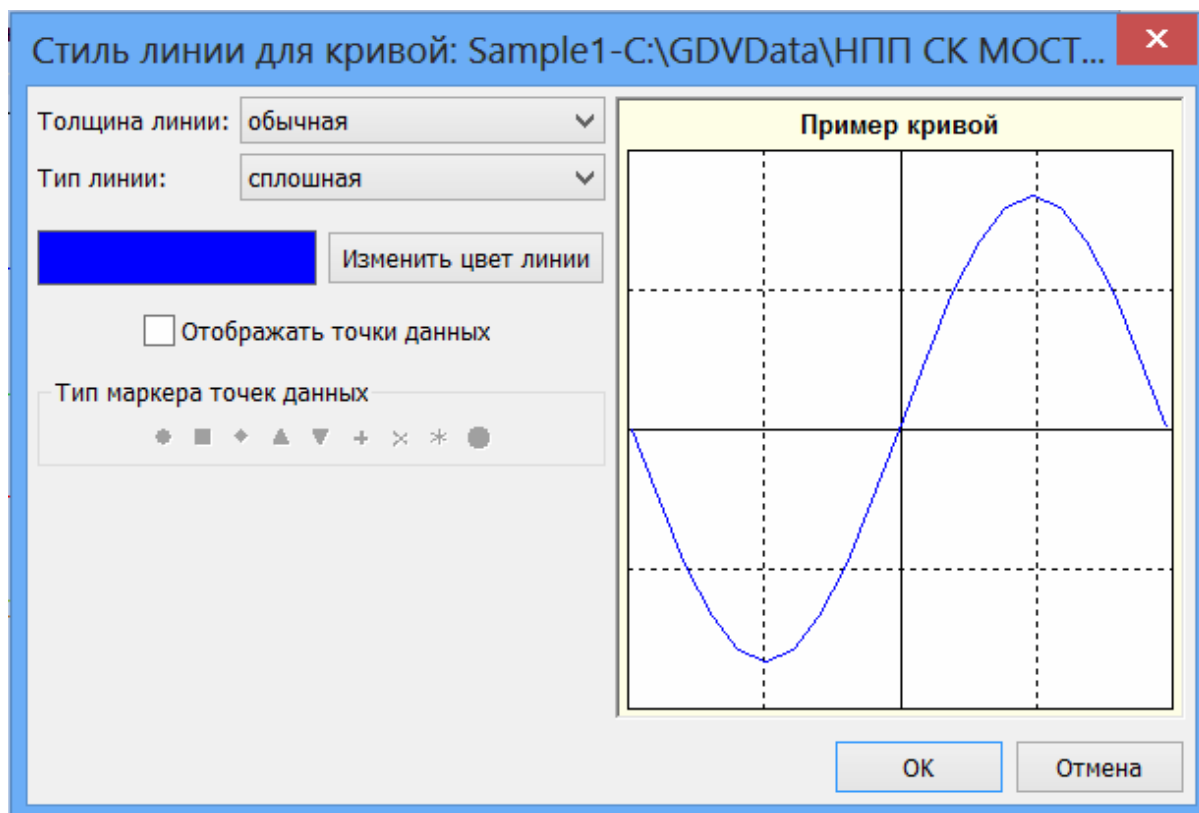 Стиль линии для кривой: Sample1-C:\GDVData\НПП СК МОСТ...
Толщина линии: обычная
Тип линии: сплошная
Изменить цвет линии
Отображать точки данных
Тип маркера точек данных
Пример кривой
OK
Отмена